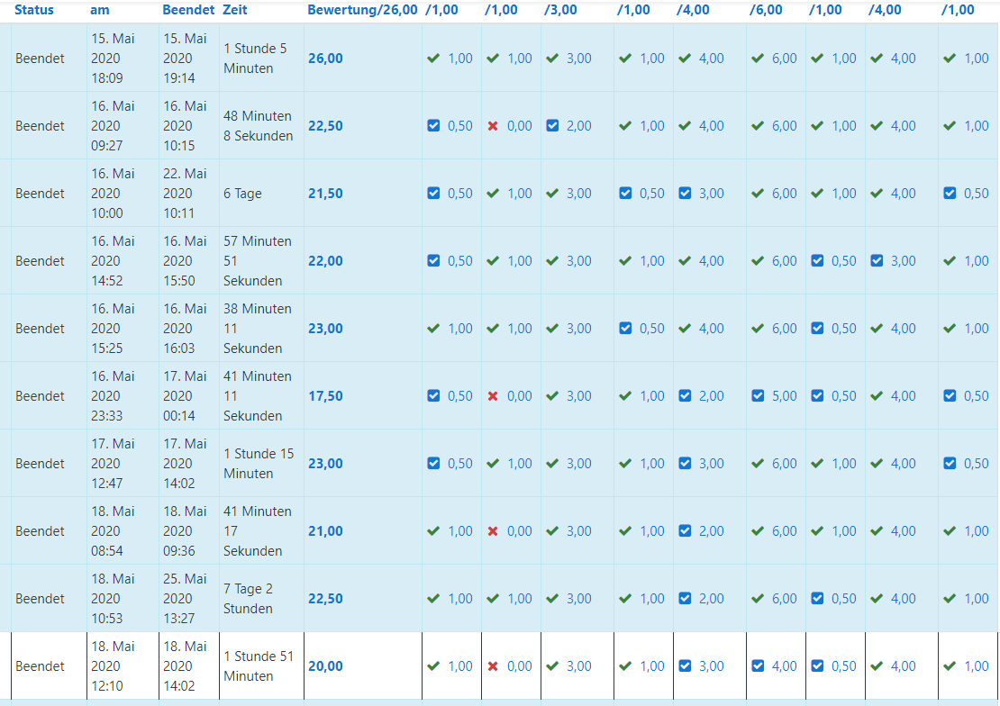 Status am Beendet Zeit Bewertung/26,00 /1,00 /1,00 /3,00 /1,00 /4,00 /6,00 /1,00 /4,00 /1,00
15. Mai 15. Mai
1 Stunde 5
Beendet 2020 2020 26,00 1,00 1,00 3,00 1,00 4,00 6,00 1,00 4,00 1,00
Minuten
18:09 19:14
16. Mai 16. Mai
48 Minuten
Beendet 2020 2020 22,50 0,50 0,00 2,00 1,00 4,00 6,00 1,00 4,00 1,00
8 Sekunden
09:27 10:15
16. Mai 22. Mai
Beendet 2020 2020 6 Tage 21,50 0,50 1,00 3,00 0,50 3,00 6,00 1,00 4,00 0,50
10:00 10:11
16. Mai 16. Mai 57 Minuten
Beendet 2020 2020 51 22,00 0,50 1,00 3,00 1,00 4,00 6,00 0,50 3,00 1,00
14:52 15:50 Sekunden
16. Mai 16. Mai 38 Minuten
Beendet 2020 2020 11 23,00 1,00 1,00 3,00 0,50 4,00 6,00 0,50 4,00 1,00
15:25 16:03 Sekunden
16. Mai 17. Mai 41 Minuten
Beendet 2020 2020 11 17,50 0,50 0,00 3,00 1,00 2,00 5,00 0,50 4,00 0,50
23:33 00:14 Sekunden
17. Mai 17. Mai
1 Stunde 15
Beendet 2020 2020 23,00 0,50 1,00 3,00 1,00 3,00 6,00 1,00 4,00 0,50
Minuten
12:47 14:02
18. Mai 18. Mai 41 Minuten
Beendet 2020 2020 17 21,00 1,00 0,00 3,00 1,00 2,00 6,00 1,00 4,00 1,00
08:54 09:36 Sekunden
18. Mai 25. Mai
7 Tage 2
Beendet 2020 2020 22,50 1,00 1,00 3,00 1,00 2,00 6,00 0,50 4,00 1,00
Stunden
10:53 13:27
18. Mai 18. Mai
1 Stunde 51
Beendet 2020 2020 20,00 1,00 0,00 3,00 1,00 3,00 4,00 0,50 4,00 1,00
Minuten
12:10 14:02